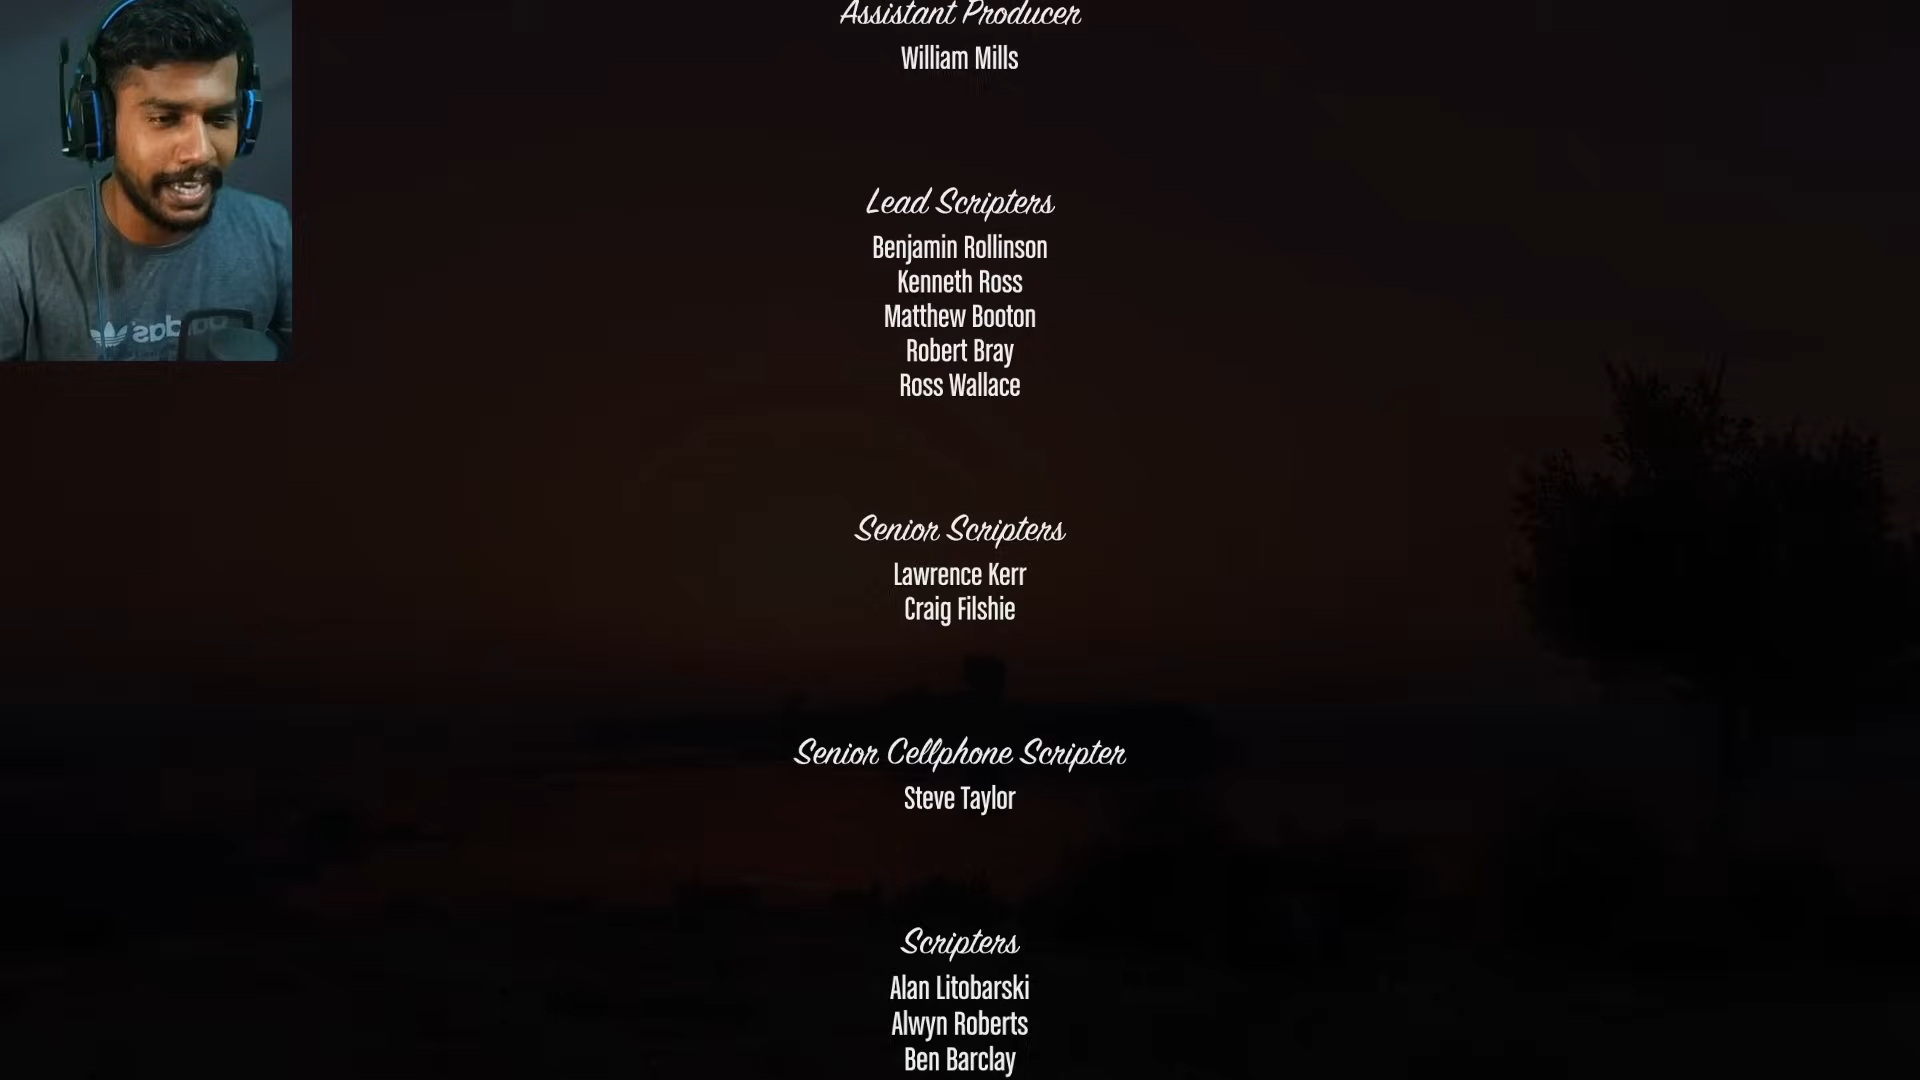 Assistant Producer
William Mills
Lead Scripters
Benjamin Rollinson
Kenneth Ross
Matthew Booton
Robert Bray
Ross Wallace
Senior Scripters
Lawrence Kerr
Craig Filshie
Senior Cellphone Scripter
Steve Taylor
Scripters
Alan Litobarski
Alwyn Roberts
Ben Barclay
adidas